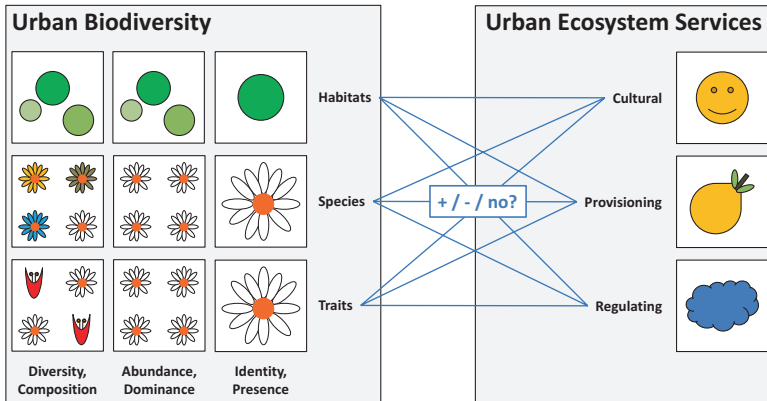 Urban Biodiversity
Urban Ecosystem Services
Habitats
Cultural
Species
+ / - / no?
Provisioning
Traits
Regulating
Diversity,
Composition
Abundance,
Dominance
Identity,
Presence